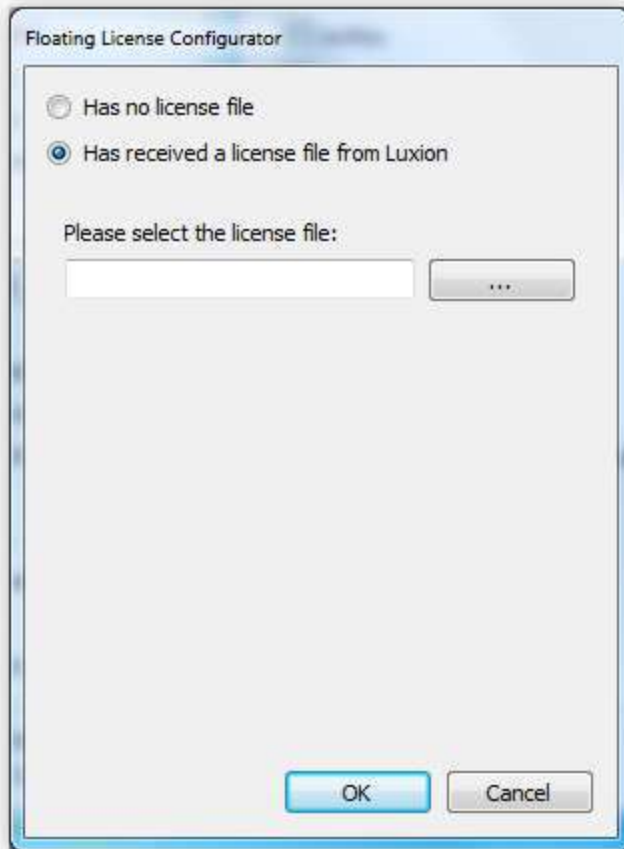 Floating License Configurator
Has no license file
Has received a license file from Luxion
Please select the license file:
...
OK
Cancel